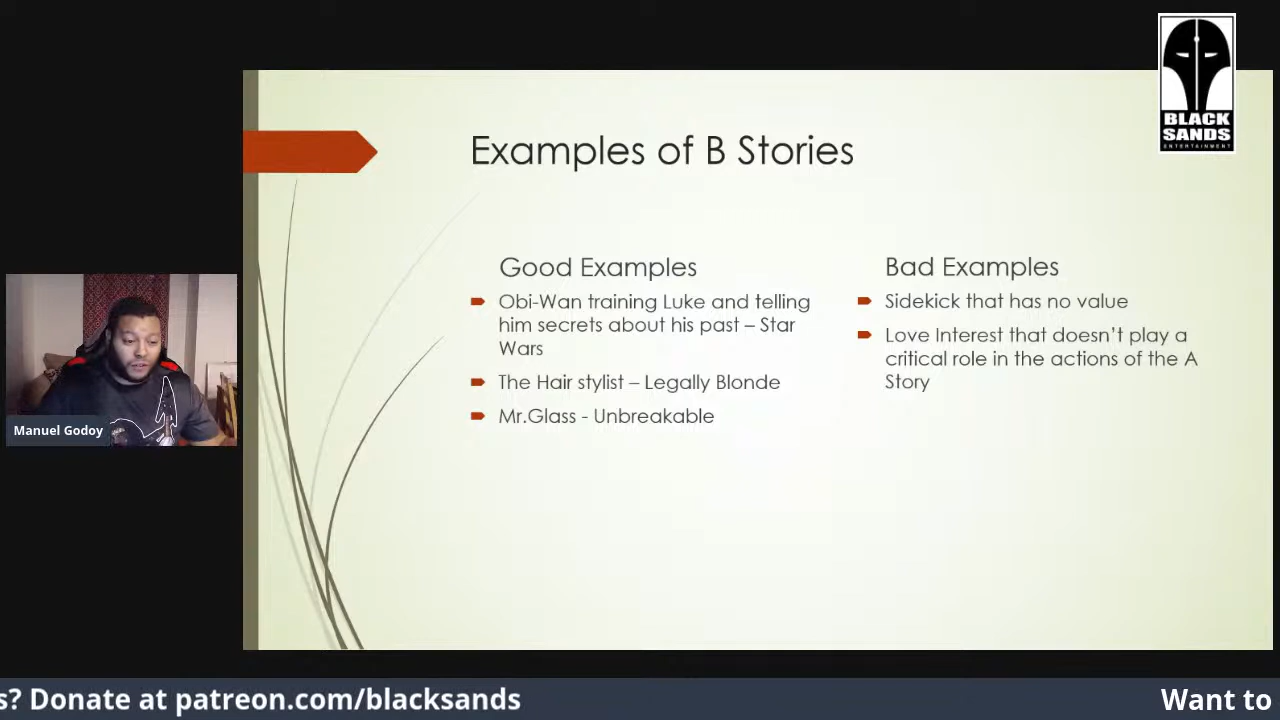 BLACK
SANDS
ENTERTAINMENT
Examples of B Stories
Good Examples
Obi-Wan training Luke and telling
him secrets about his past – Star
Wars
The Hair stylist – Legally Blonde
Mr.Glass - Unbreakable
Bad Examples
Sidekick that has no value
Love Interest that doesn’t play a
critical role in the actions of the A
Story
Manuel Godoy
s? Donate at patreon.com/blacksands
Want to